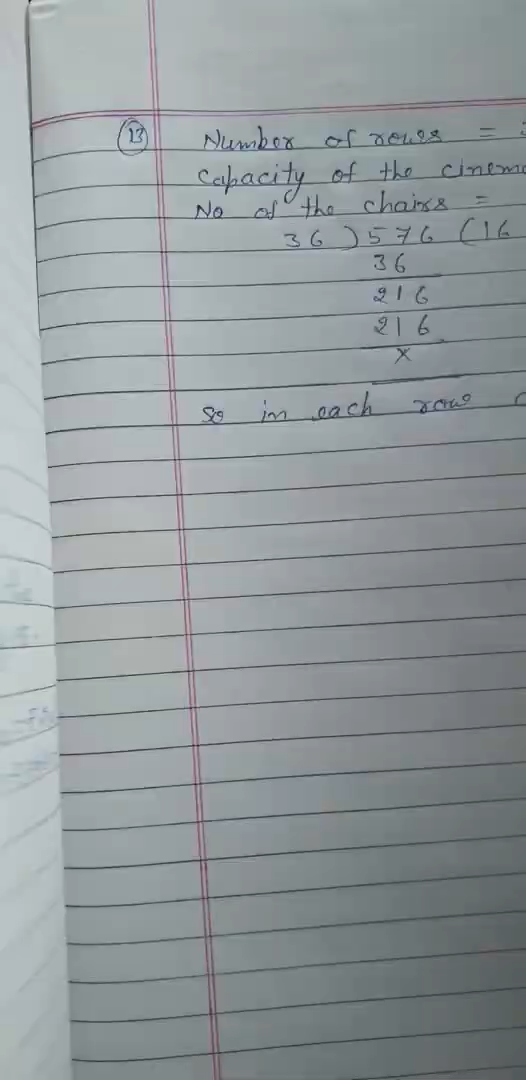 13 Number of rows =
Capacity of the cinema
No of the chairs =
36 ) 576 ( 16
36
216
216
x
So in each row